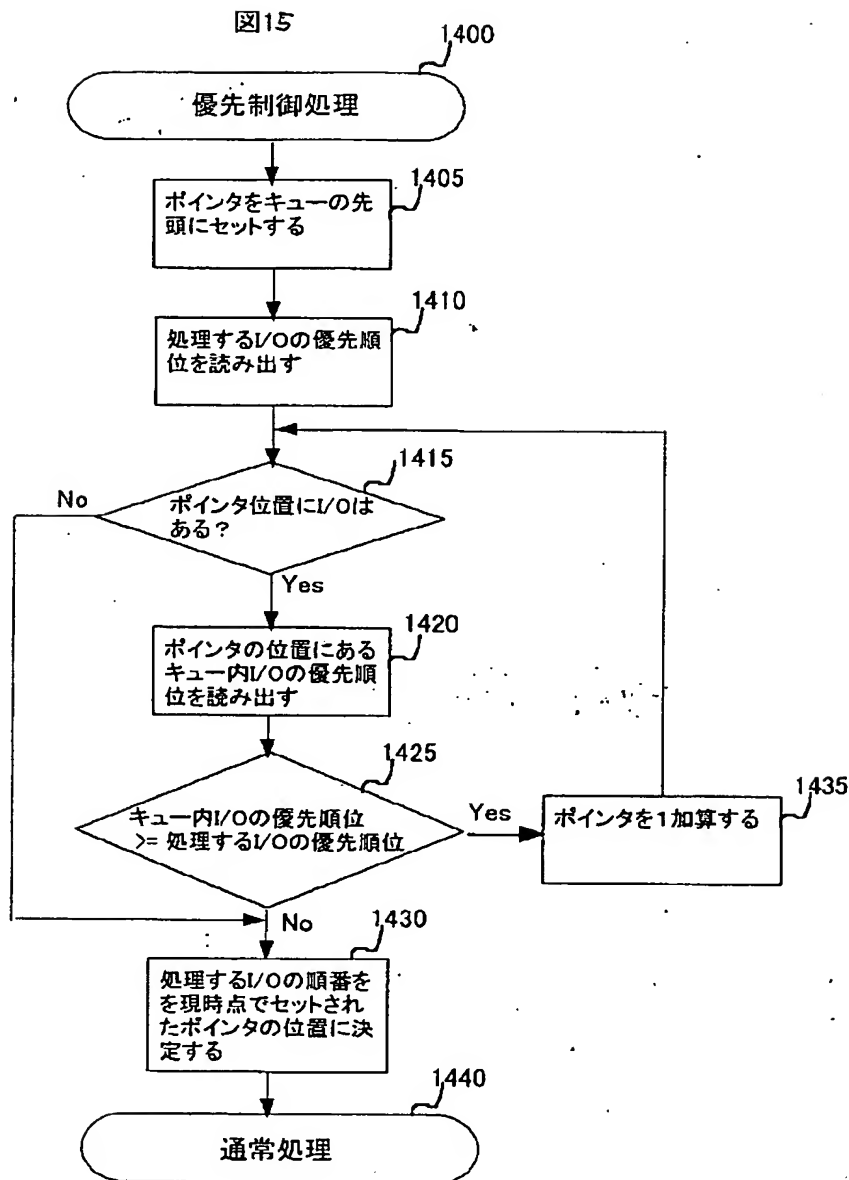 図15
1400
優先制御処理
1405
ポインタをキューの先
頭にセットする
1410
処理するI/Oの優先順
位を読み出す
1415
No
ポインタ位置にI/Oは
ある?
Yes
1420
ポインタの位置にある
キュー内I/Oの優先順
位を読み出す
1425
キュー内I/Oの優先順位
>= 処理するI/Oの優先順位
Yes
1435
ポインタを1加算する
No
1430
処理するI/Oの順番を
を現時点でセットされ
たポインタの位置に決
定する
1440
通常処理